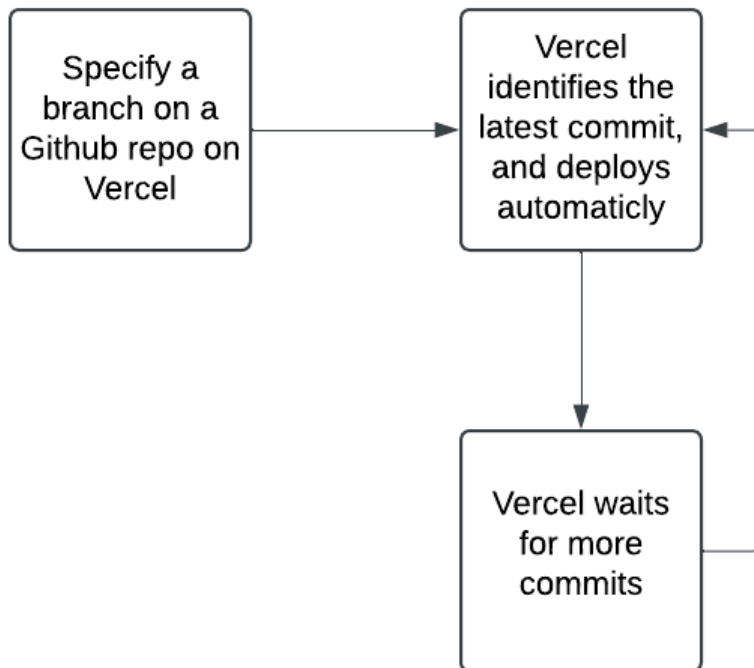 Specify a
branch on a
Github repo on
Vercel
Vercel
identifies the
latest commit,
and deploys
automaticly
Vercel waits
for more
commits